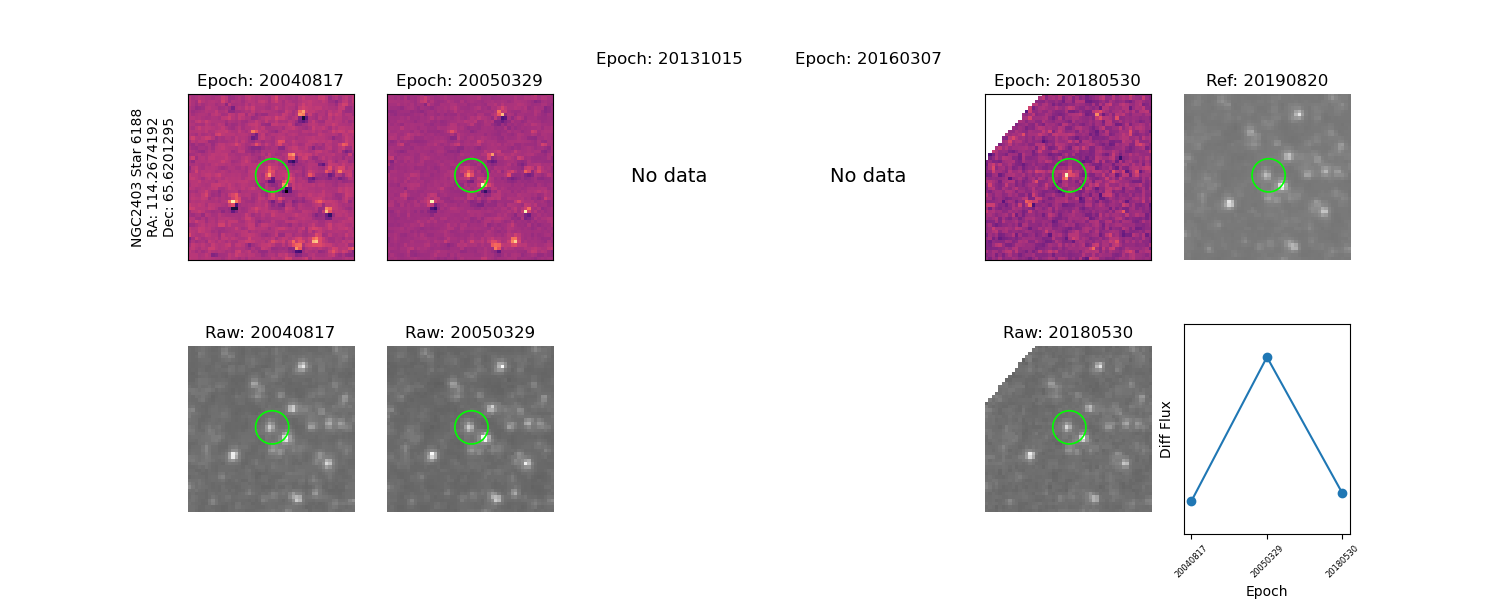 Epoch: 20040817
Epoch: 20050329
Epoch: 20131015
Epoch: 20160307
Epoch: 20180530
Ref: 20190820
NGC2403 Star 6188
RA: 114.2674192
Dec: 65.6201295
No data
No data
Raw: 20040817
Raw: 20050329
Raw: 20180530
Diff Flux
20040817
20050329
20180530
Epoch